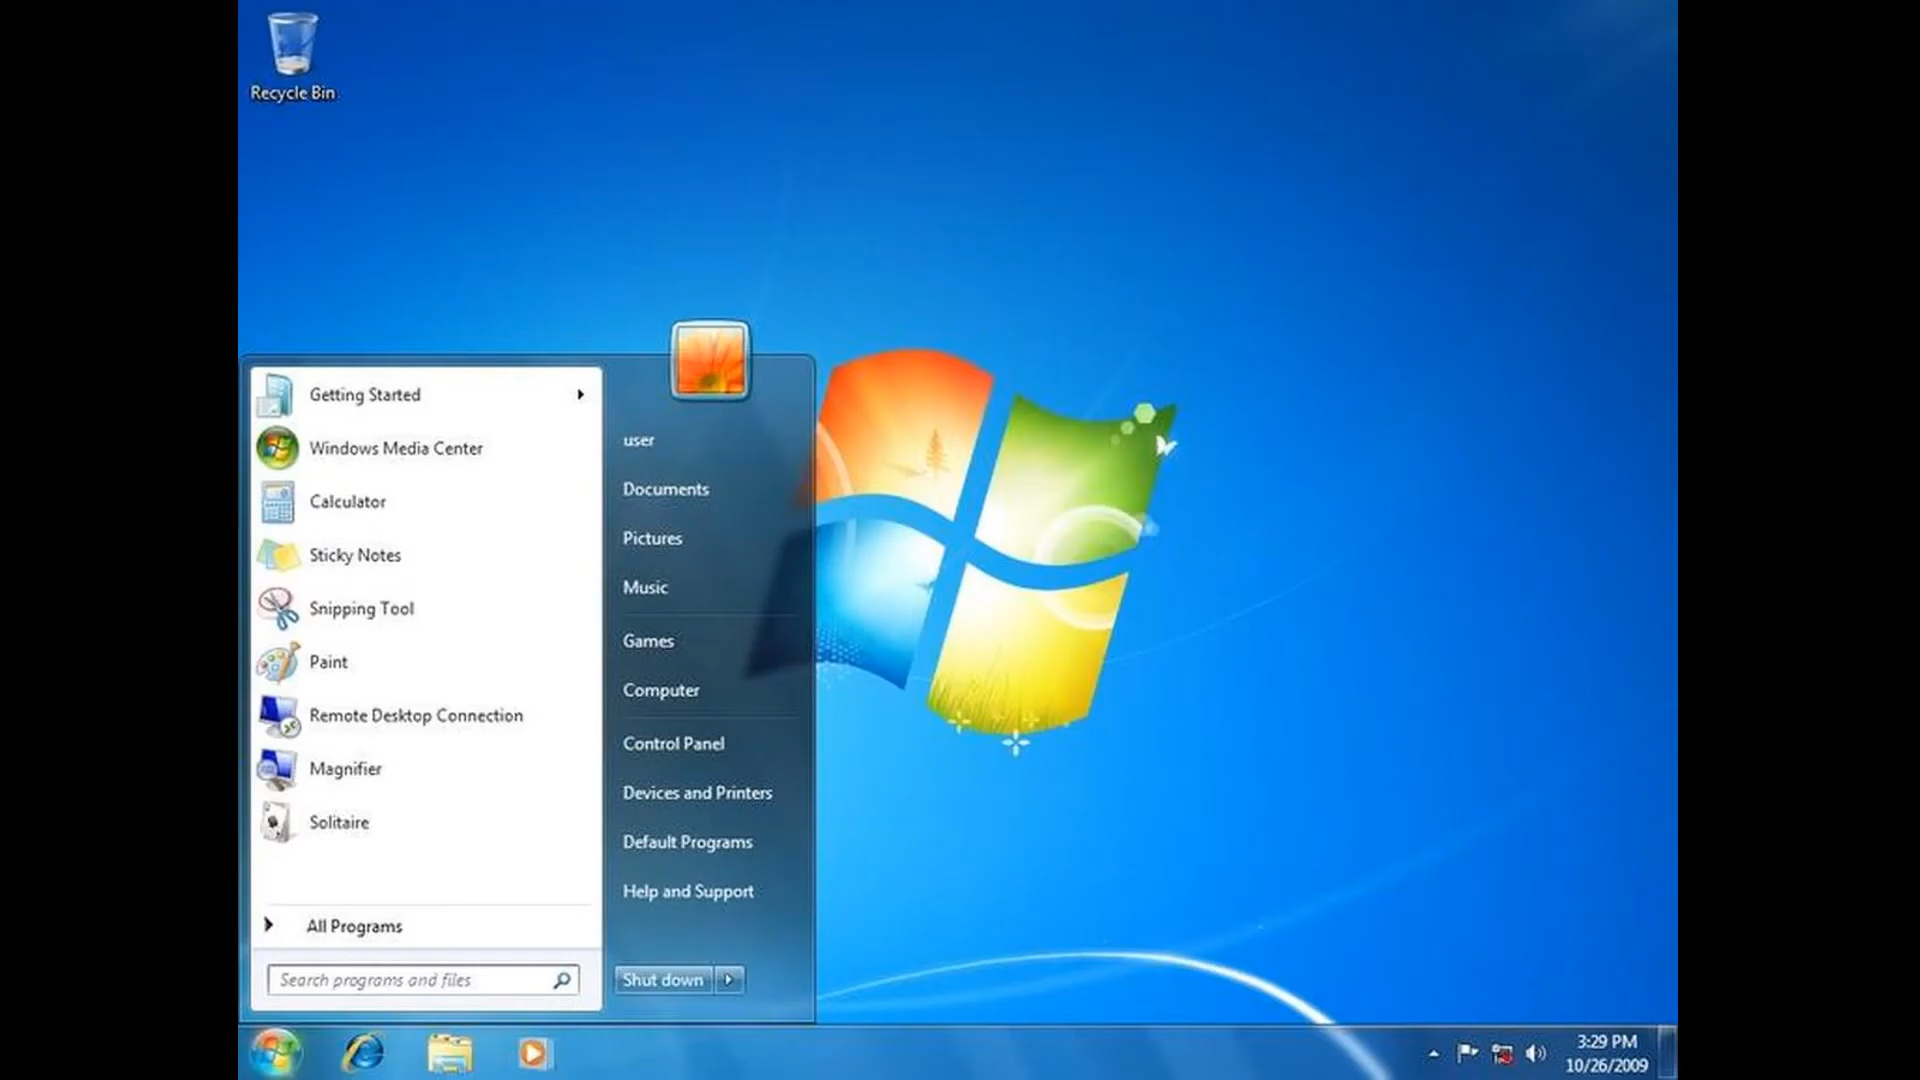 Recycle Bin
Getting Started
Windows Media Center
Calculator
Sticky Notes
Snipping Tool
Paint
Remote Desktop Connection
Magnifier
Solitaire
All Programs
Search programs and files
user
Documents
Pictures
Music
Games
Computer
Control Panel
Devices and Printers
Default Programs
Help and Support
Shut down
3:29 PM
10/26/2009